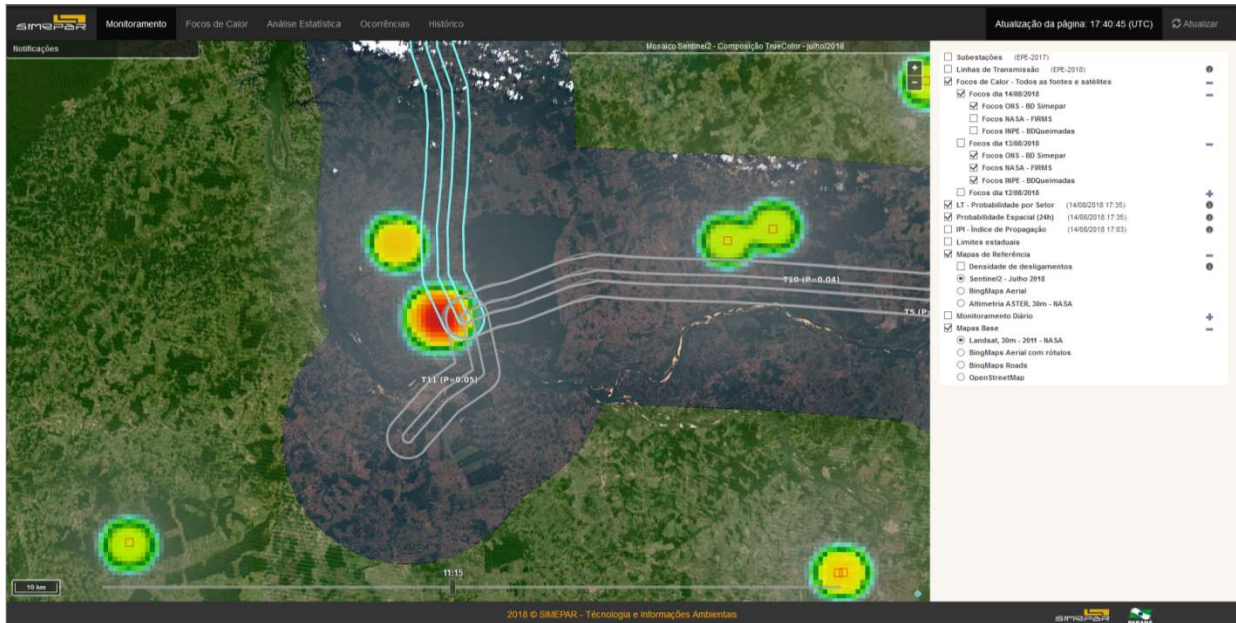 SIMEPAR
Monitoramento
Focos de Calor
Análise Estatística
Ocorrências
Histórico
Atualização da página: 17:40:45 (UTC)
Atualizar
Notificações
Mosaico Sentinel2 - Composição TrueColor - julho/2018
+
−
T10 (P=0.04)
T5 (P=
T11 (P=0.05)
11:15
10 km
Subestações (EPE-2017)
Linhas de Transmissão (EPE-2018)
Focos de Calor - Todos as fontes e satélites
Focos dia 14/08/2018
Focos ONS - BD Simepar
Focos NASA - FIRMS
Focos INPE - BDQueimadas
Focos dia 13/08/2018
Focos ONS - BD Simepar
Focos NASA - FIRMS
Focos INPE - BDQueimadas
Focos dia 12/08/2018
LT - Probabilidade por Setor (14/08/2018 17:35)
Probabilidade Espacial (24h) (14/08/2018 17:35)
IPI - Índice de Propagação (14/08/2018 17:03)
Limites estaduais
Mapas de Referência
Densidade de desligamentos
Sentinel2 - Julho 2018
BingMaps Aerial
Altimetria ASTER, 30m - NASA
Monitoramento Diário
Mapas Base
Landsat, 30m - 2011 - NASA
BingMaps Aerial com rótulos
BingMaps Roads
OpenStreetMap
2018 © SIMEPAR - Técnologia e Informações Ambientais
SIMEPAR
PARANÁ